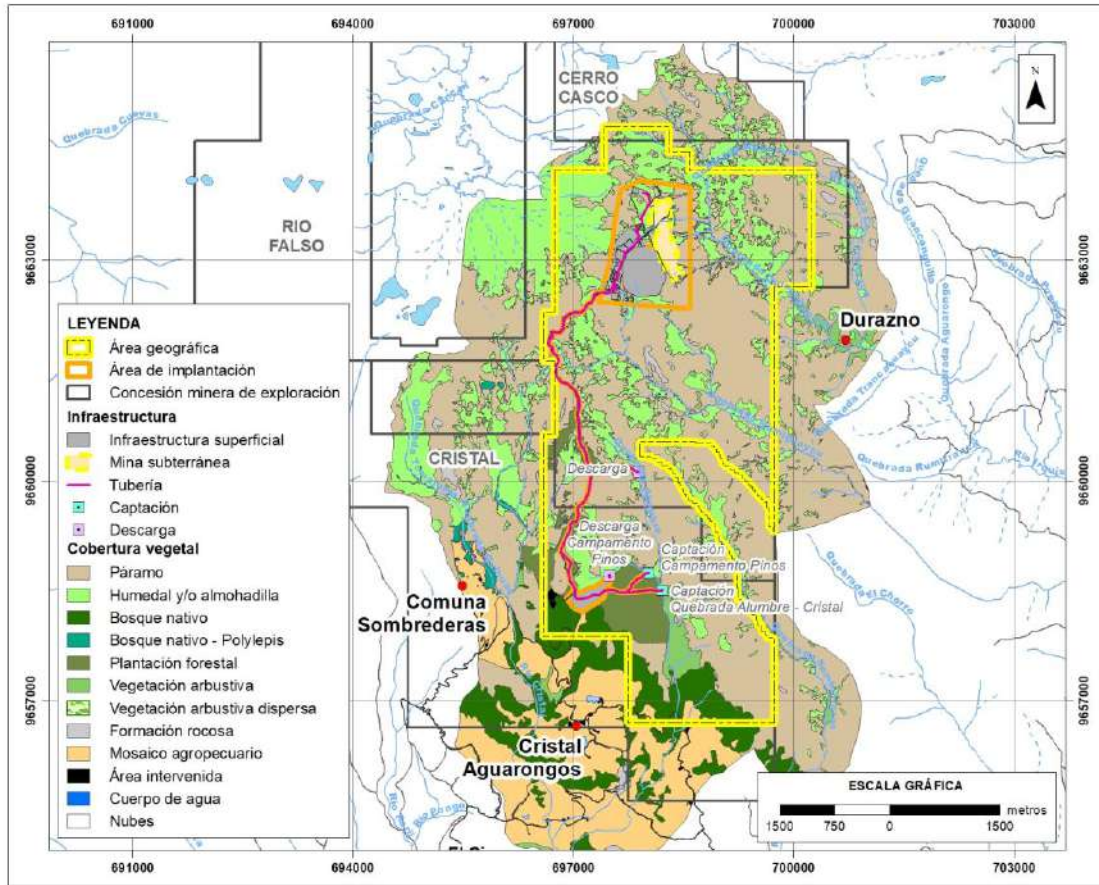 691000 694000 697000 700000 703000
N
CERRO
CASCO
Quebrada Cuevas
RIO
FALSO
9663000
9663000
Durazno
Quebrada Aguarongo
LEYENDA
Área geográfica
Área de implantación
Concesión minera de exploración
Infraestructura
Infraestructura superficial
Mina subterránea
Tubería
Captación
Descarga
Cobertura vegetal
Páramo
Humedal y/o almohadilla
Bosque nativo
Bosque nativo - Polylepis
Plantación forestal
Vegetación arbustiva
Vegetación arbustiva dispersa
Formación rocosa
Mosaico agropecuario
Área intervenida
Cuerpo de agua
Nubes
CRISTAL
Descarga
9660000
9660000
Descarga
Campamento
Pinos
Captación
Campamento Pinos
Captación
Quebrada Alumbre - Cristal
Quebrada El Chorro
Comuna
Sombrederas
9657000
9657000
Cristal
Aguarongos
ESCALA GRÁFICA
metros
1500 750 0 1500
691000 694000 697000 700000 703000